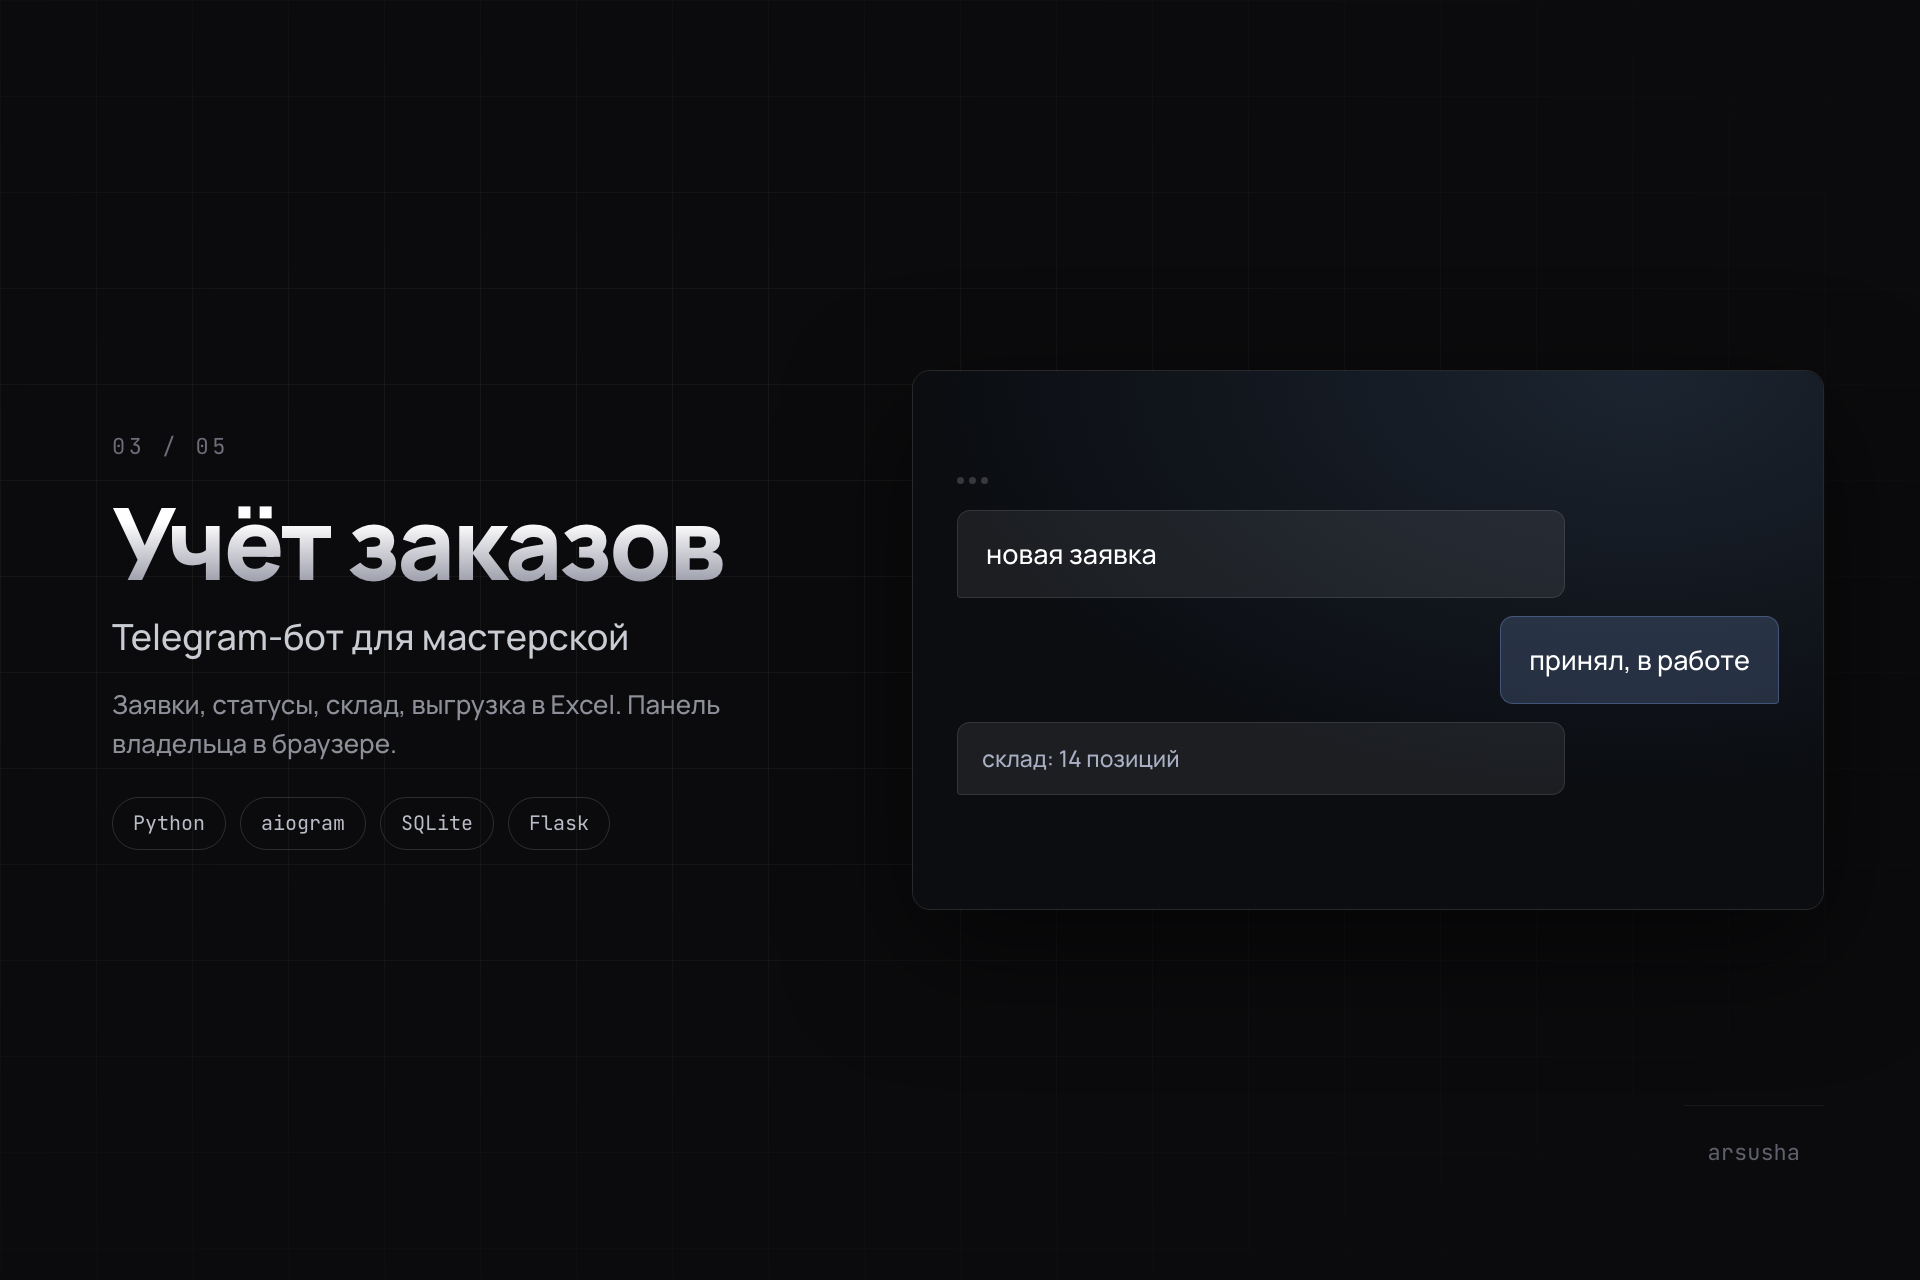 03 / 05
Учёт заказов
Telegram-бот для мастерской
Заявки, статусы, склад, выгрузка в Excel. Панель
владельца в браузере.
Python aiogram SQLite Flask
новая заявка
принял, в работе
склад: 14 позиций
arsusha